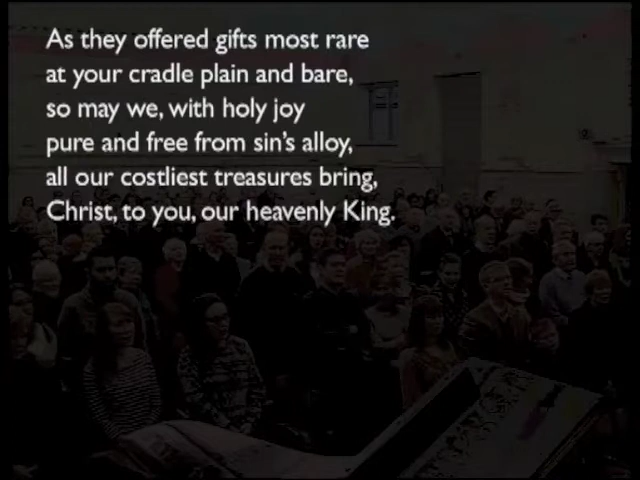 As they offered gifts most rare
at your cradle plain and bare,
so may we, with holy joy
pure and free from sin's alloy,
all our costliest treasures bring,
Christ, to you, our heavenly King.